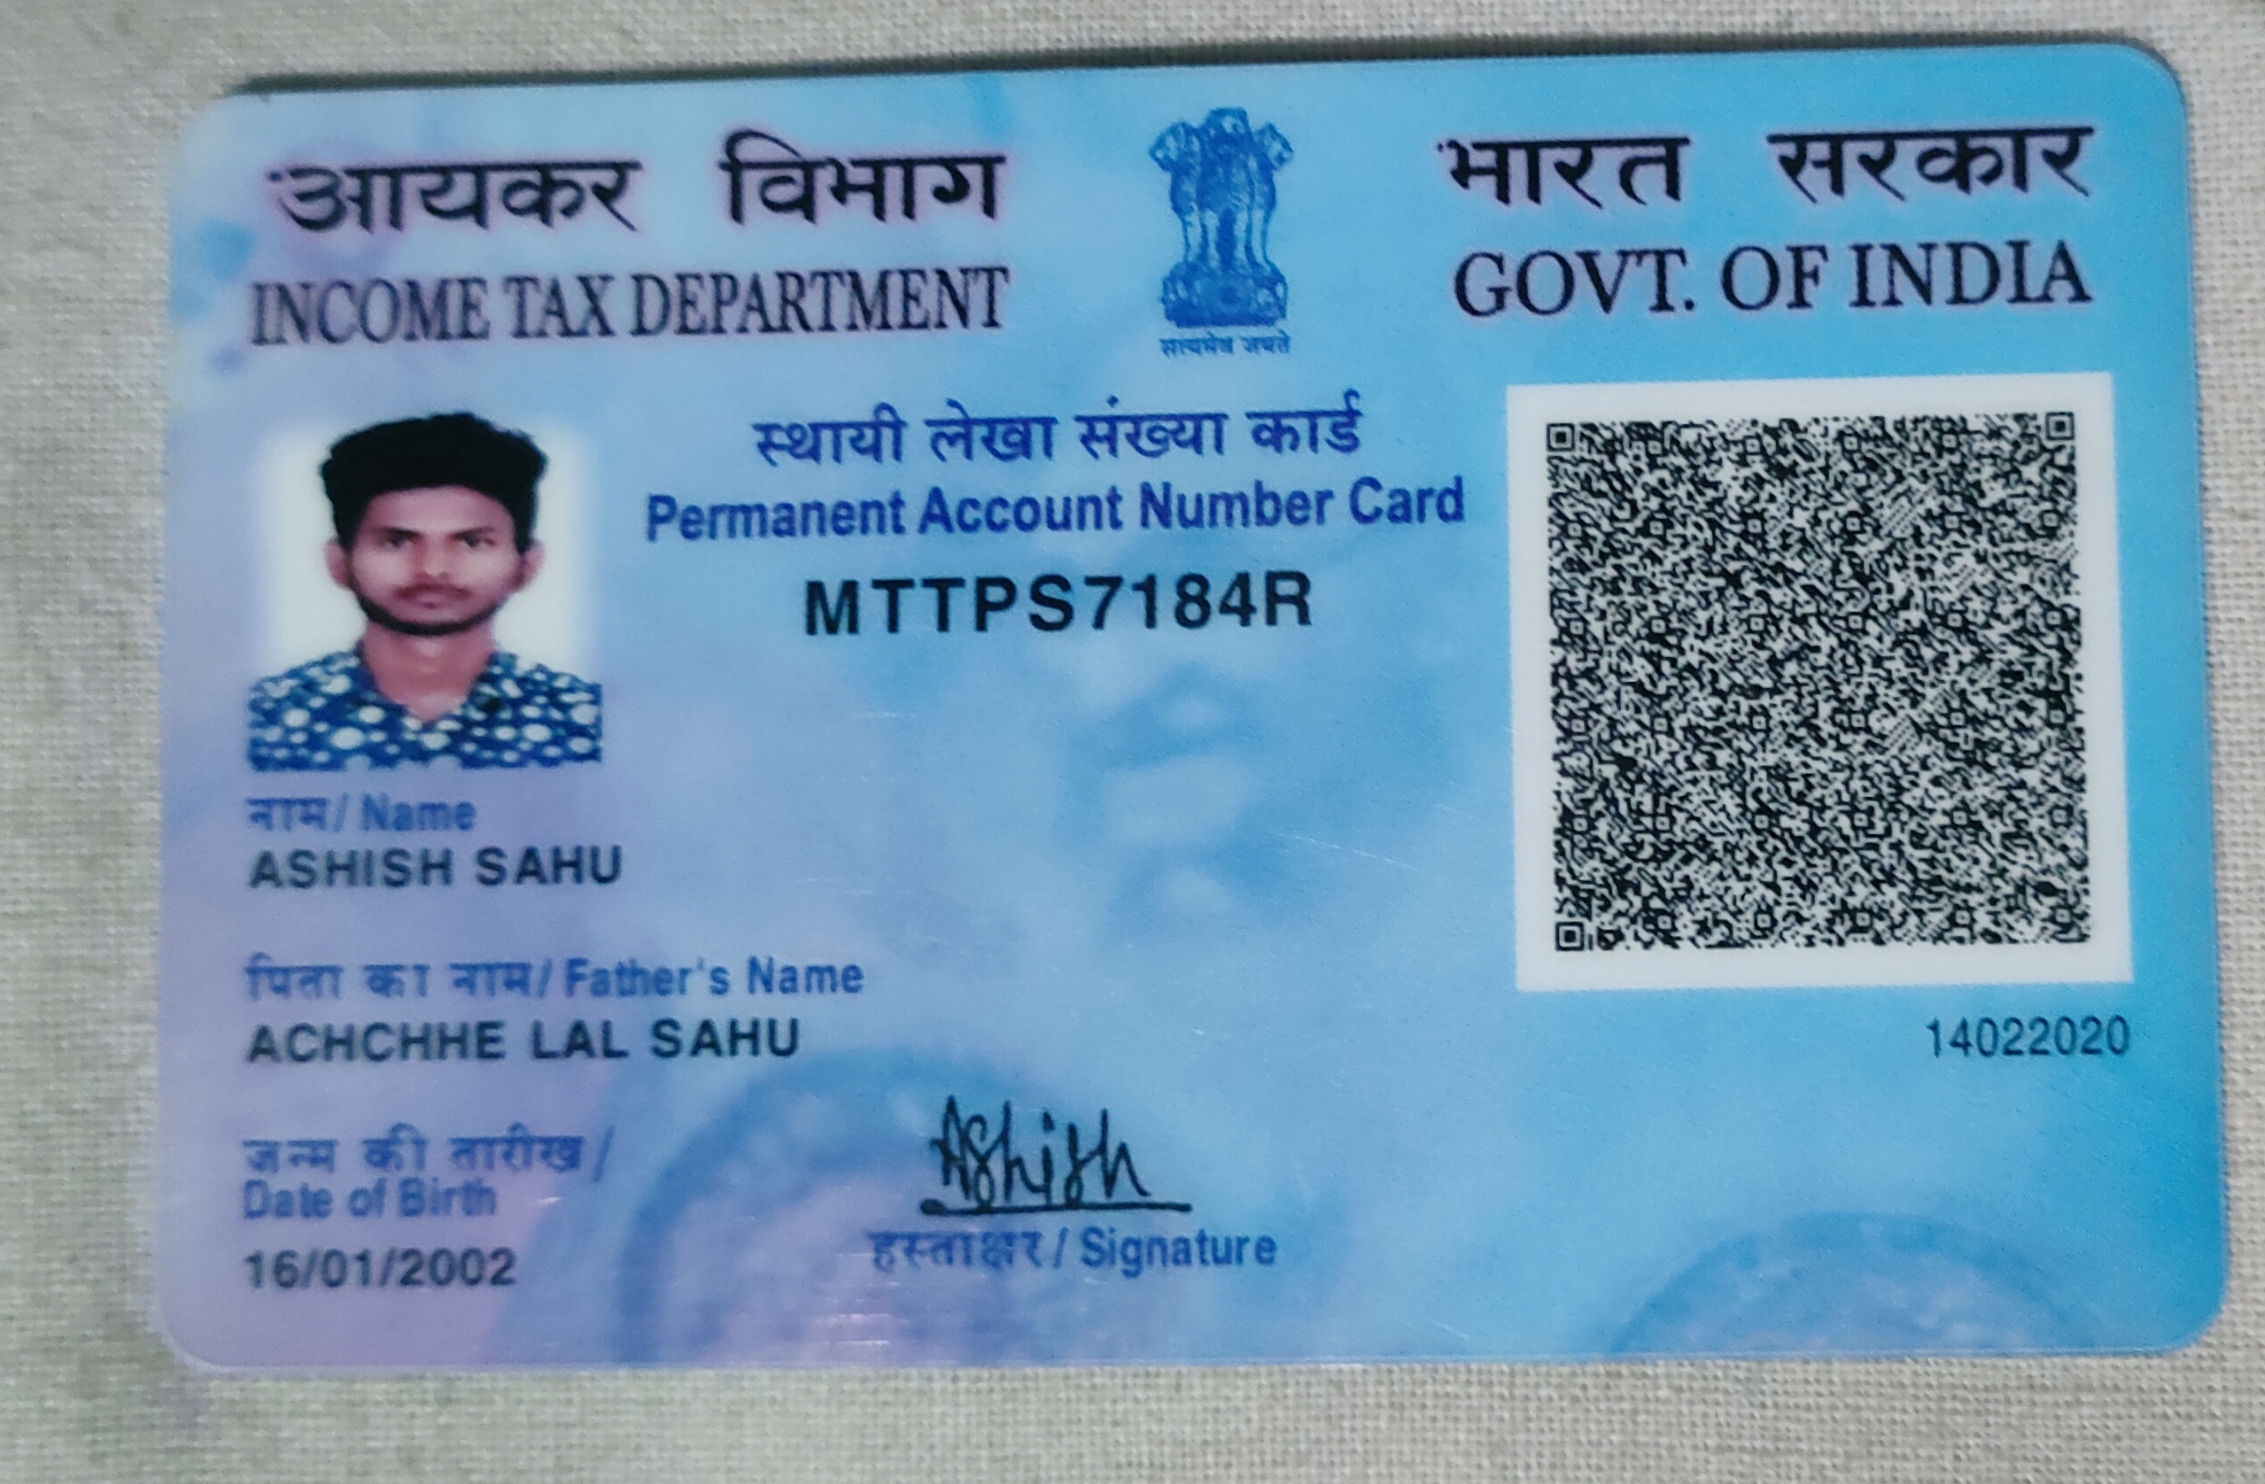 आयकर विभाग
INCOME TAX DEPARTMENT
सत्यमेव जयते
भारत सरकार
GOVT. OF INDIA
स्थायी लेखा संख्या कार्ड
Permanent Account Number Card
MTTPS7184R
नाम / Name
ASHISH SAHU
पिता का नाम / Father's Name
ACHCHHE LAL SAHU
14022020
जन्म की तारीख /
Date of Birth
16/01/2002
Ashish
हस्ताक्षर / Signature